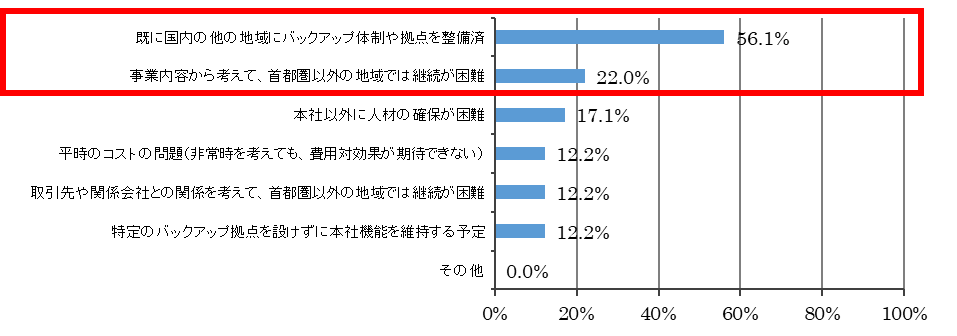 既に国内の他の地域にバックアップ体制や拠点を整備済 56.1%
事業内容から考えて、首都圏以外の地域では継続が困難 22.0%
本社以外に人材の確保が困難 17.1%
平時のコストの問題(非常時を考えても、費用対効果が期待できない) 12.2%
取引先や関係会社との関係を考えて、首都圏以外の地域では継続が困難 12.2%
特定のバックアップ拠点を設けずに本社機能を維持する予定 12.2%
その他 0.0%
0% 20% 40% 60% 80% 100%